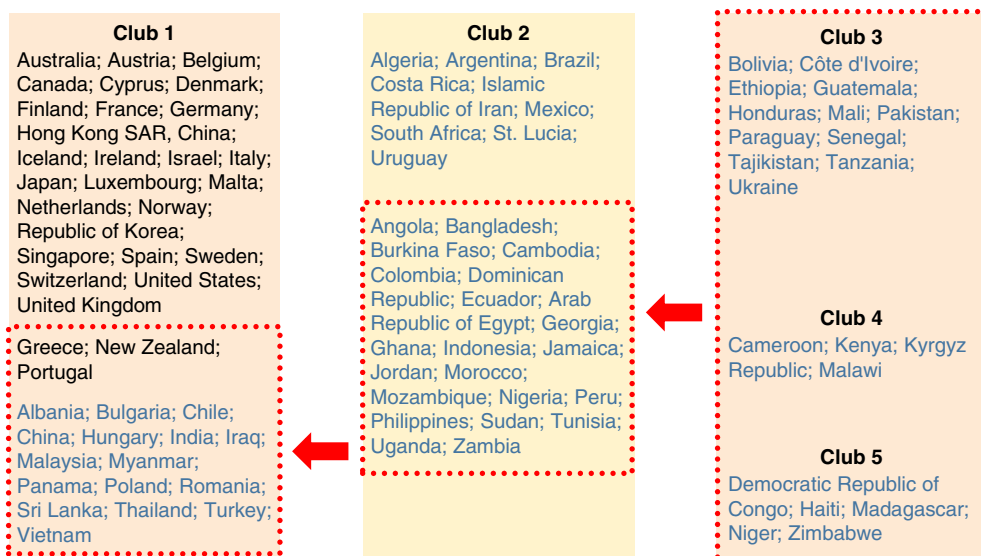 Club 1
Australia; Austria; Belgium;
Canada; Cyprus; Denmark;
Finland; France; Germany;
Hong Kong SAR, China;
Iceland; Ireland; Israel; Italy;
Japan; Luxembourg; Malta;
Netherlands; Norway;
Republic of Korea;
Singapore; Spain; Sweden;
Switzerland; United States;
United Kingdom
Greece; New Zealand;
Portugal
Albania; Bulgaria; Chile;
China; Hungary; India; Iraq;
Malaysia; Myanmar;
Panama; Poland; Romania;
Sri Lanka; Thailand; Turkey;
Vietnam
Club 2
Algeria; Argentina; Brazil;
Costa Rica; Islamic
Republic of Iran; Mexico;
South Africa; St. Lucia;
Uruguay
Angola; Bangladesh;
Burkina Faso; Cambodia;
Colombia; Dominican
Republic; Ecuador; Arab
Republic of Egypt; Georgia;
Ghana; Indonesia; Jamaica;
Jordan; Morocco;
Mozambique; Nigeria; Peru;
Philippines; Sudan; Tunisia;
Uganda; Zambia
Club 3
Bolivia; Côte d'Ivoire;
Ethiopia; Guatemala;
Honduras; Mali; Pakistan;
Paraguay; Senegal;
Tajikistan; Tanzania;
Ukraine
Club 4
Cameroon; Kenya; Kyrgyz
Republic; Malawi
Club 5
Democratic Republic of
Congo; Haiti; Madagascar;
Niger; Zimbabwe